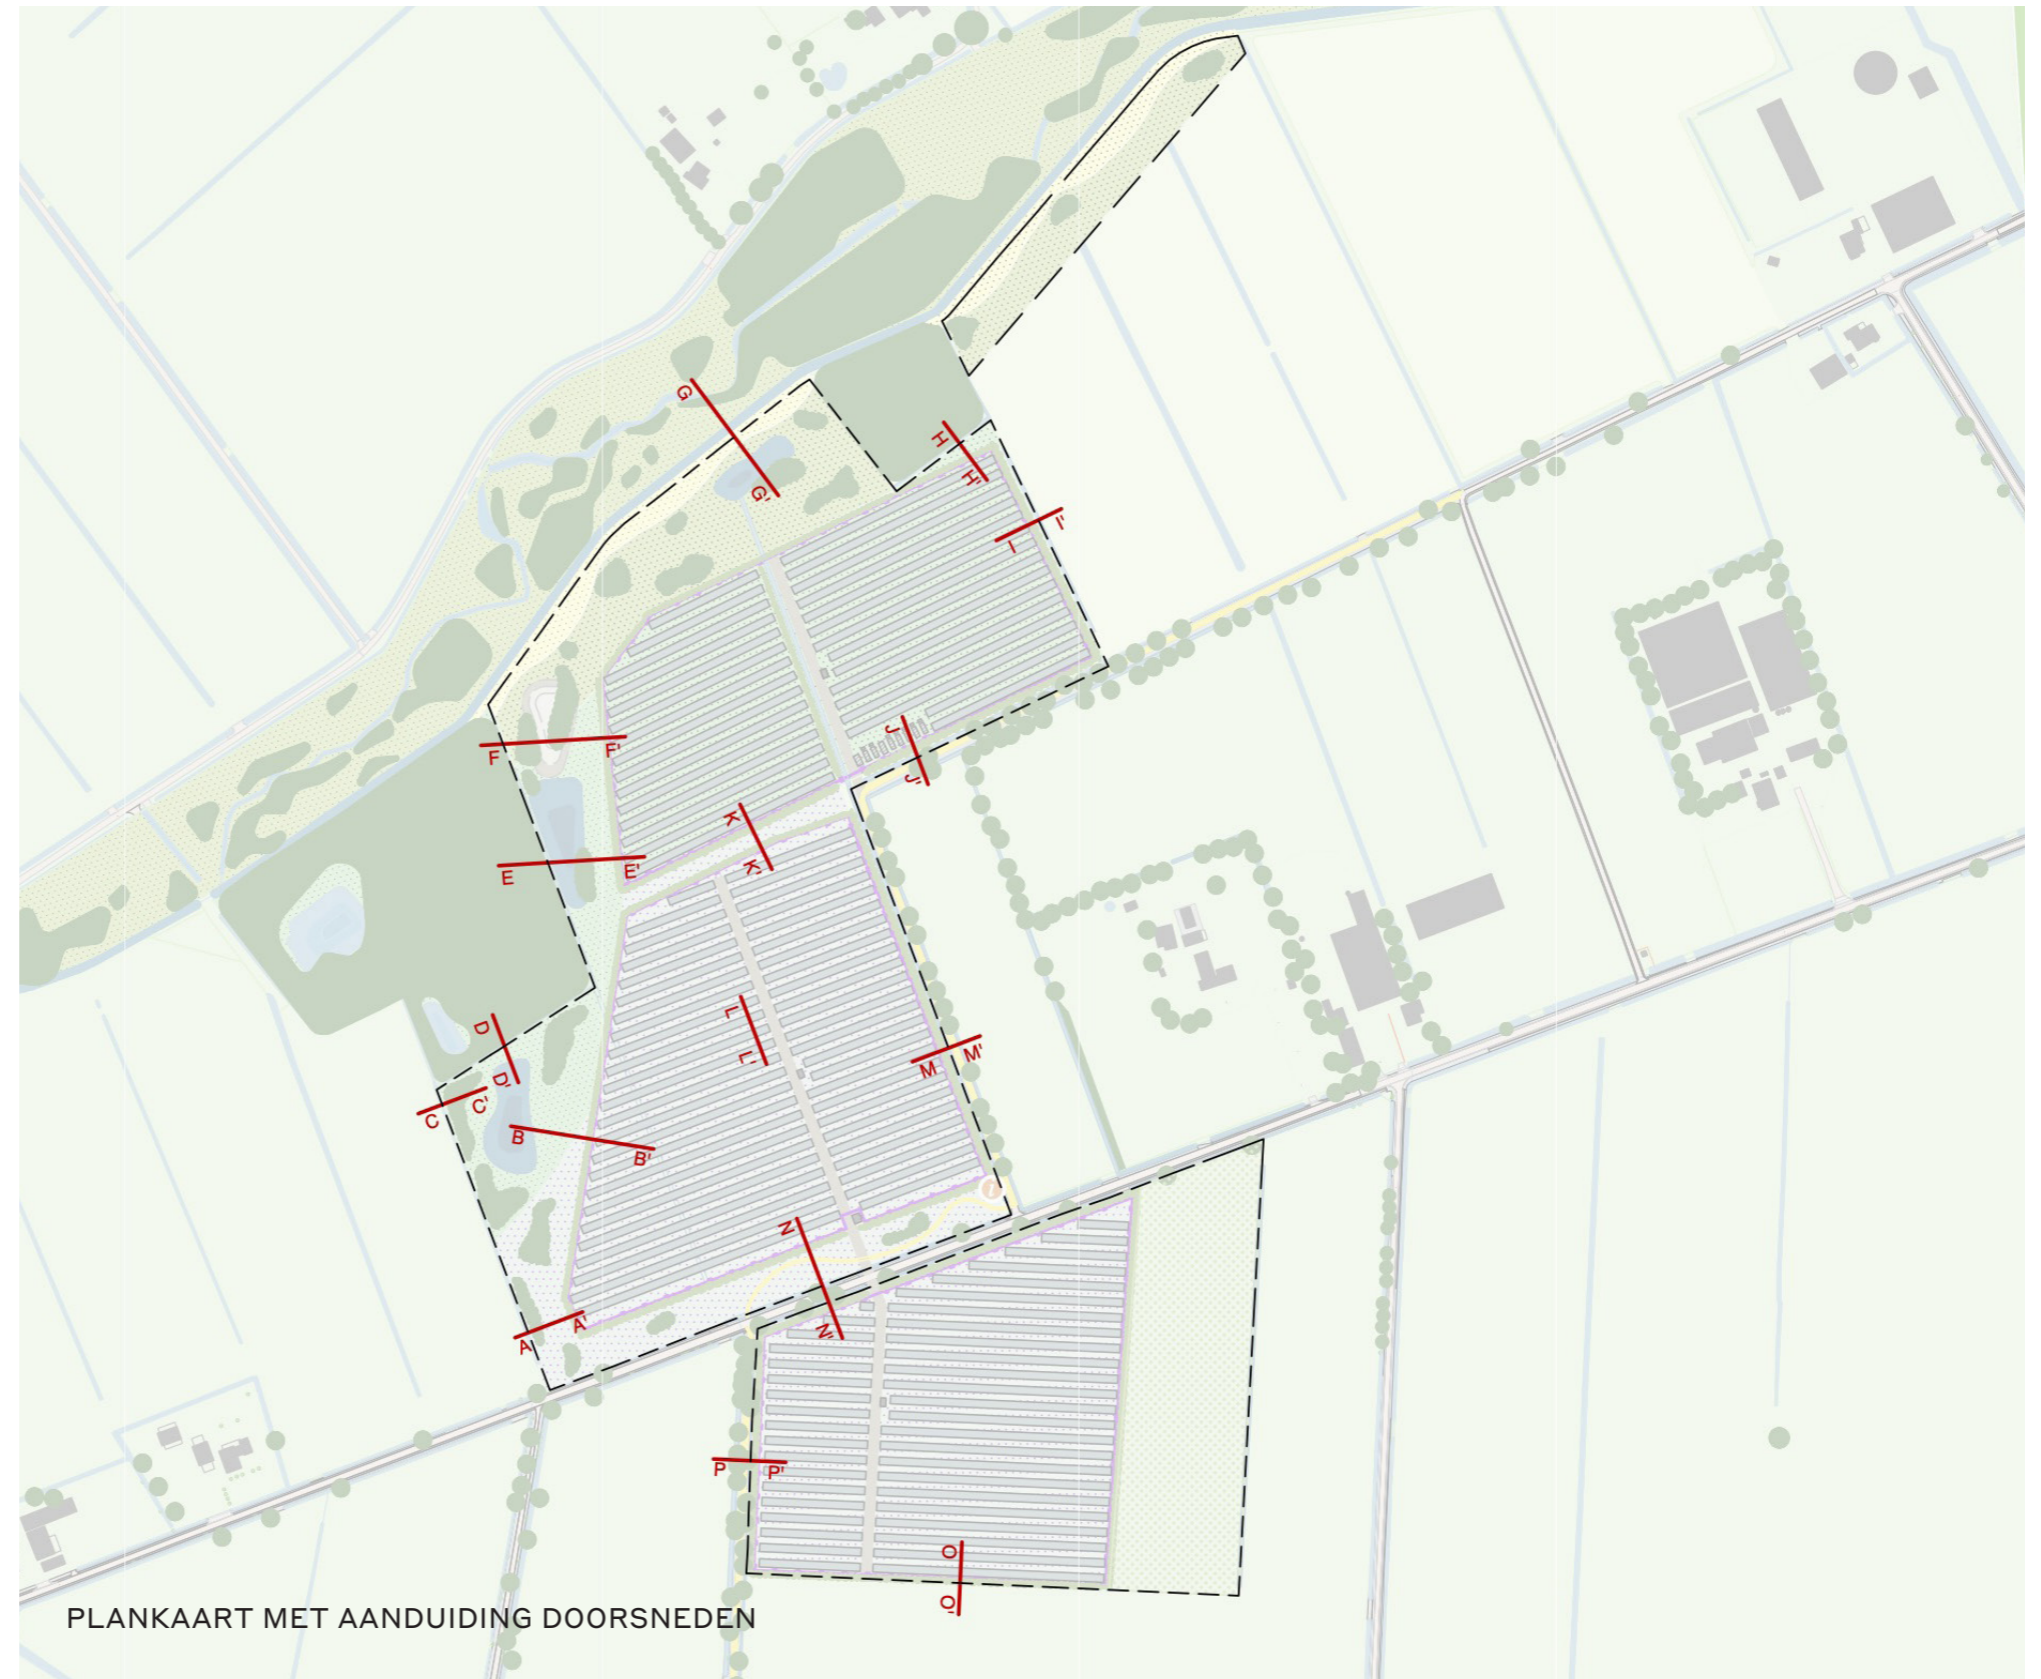 G
G'
H
H'
I'
I
J
J'
F
F'
K
K'
E
E'
L
L'
D
D'
M
M'
C
C'
B
B'
i
N
N'
A
A'
P
P'
O
O'
PLANKAART MET AANDUIDING DOORSNEDEN